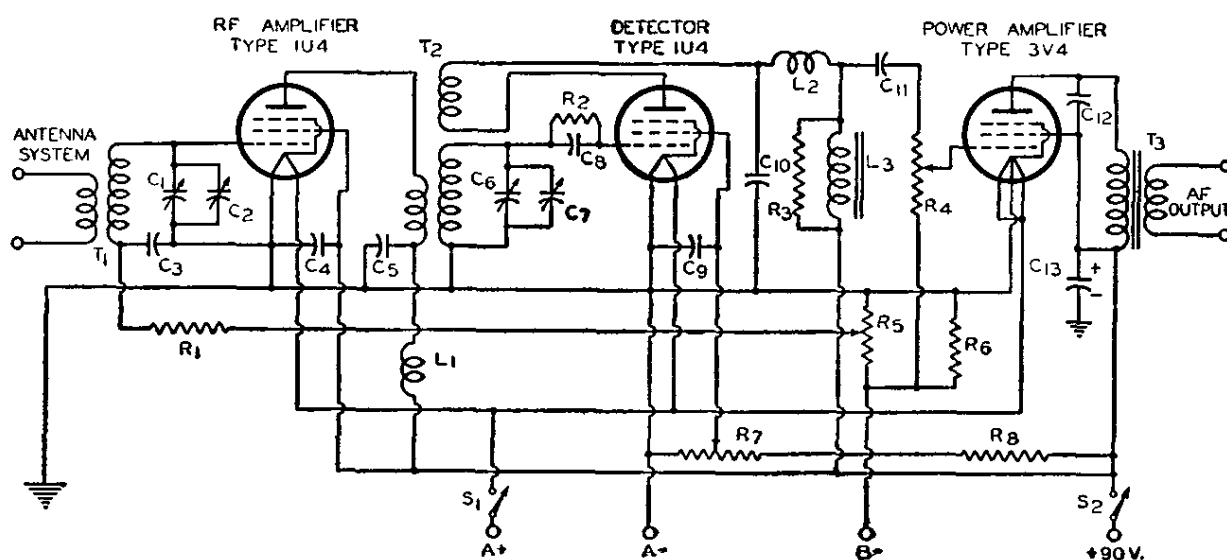 RF AMPLIFIER
TYPE 1U4
DETECTOR
TYPE 1U4
POWER AMPLIFIER
TYPE 3V4
T2
L2
C11
C12
R2
C8
ANTENNA
SYSTEM
T3
C1
C2
C6
C7
C10
R3
L3
R4
AF
OUTPUT
T1
C3
C4
C5
C9
C13
+
-
R1
R5
R6
L1
R7
R8
S1
S2
A+
A-
B-
+90V.